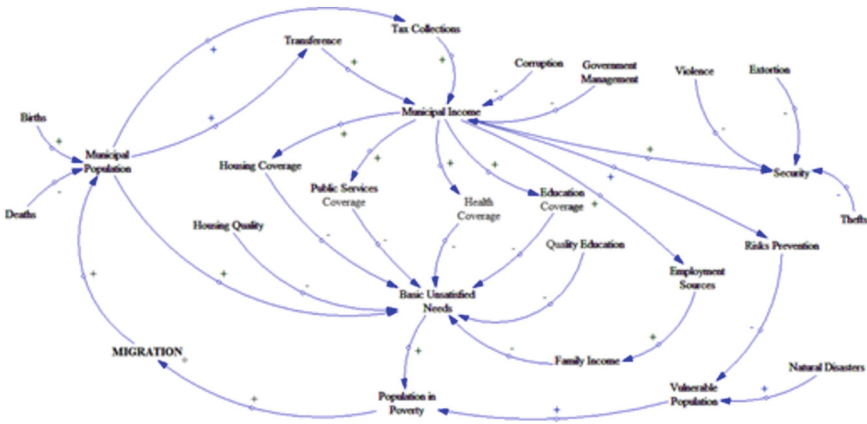 Tax Collections
Transference
Corruption
Government
Management
Violence
Extortion
Births
Municipal Income
Municipal
Population
Housing Coverage
Public Services
Coverage
Health
Coverage
Education
Coverage
Security
Deaths
Housing Quality
Thefts
Quality Education
Risks Prevention
Employment
Sources
Basic Unsatisfied
Needs
MIGRATION
Family Income
Natural Disasters
Population in
Poverty
Vulnerable
Population